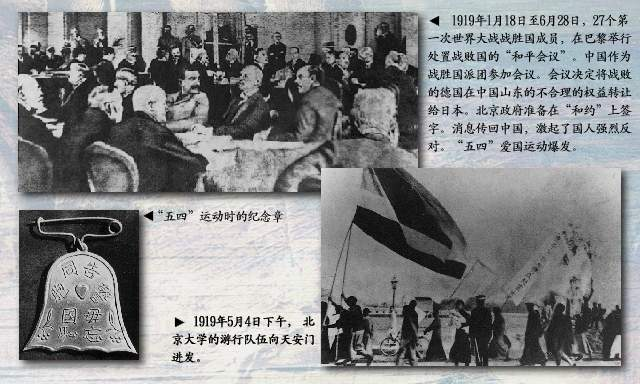 ◀ 1919年1月18日至6月28日，27个第
一次世界大战战胜国成员，在巴黎举行
处置战败国的“和平会议”。中国作为
战胜国派团参加会议。会议决定将战败
的德国在中国山东的不合理的权益转让
给日本。北京政府准备在“和约”上签
字。消息传回中国，激起了国人强烈反
对。“五四”爱国运动爆发。
◀“五四”运动时的纪念章
▶ 1919年5月4日下午，北
京大学的游行队伍向天安门
进发。